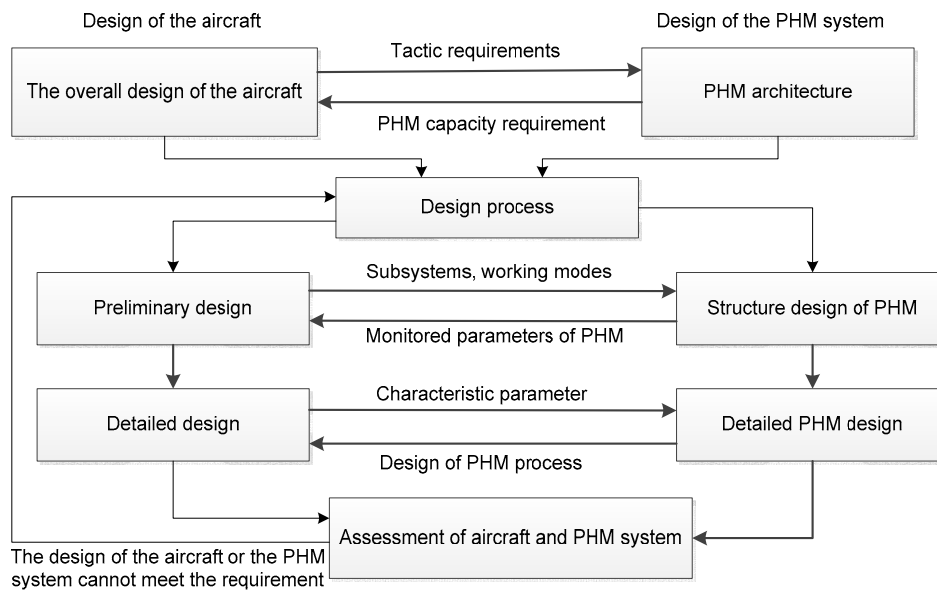 Design of the aircraft
Design of the PHM system
Tactic requirements
The overall design of the aircraft
PHM architecture
PHM capacity requirement
Design process
Subsystems, working modes
Preliminary design
Structure design of PHM
Monitored parameters of PHM
Characteristic parameter
Detailed design
Detailed PHM design
Design of PHM process
Assessment of aircraft and PHM system
The design of the aircraft or the PHM
system cannot meet the requirement